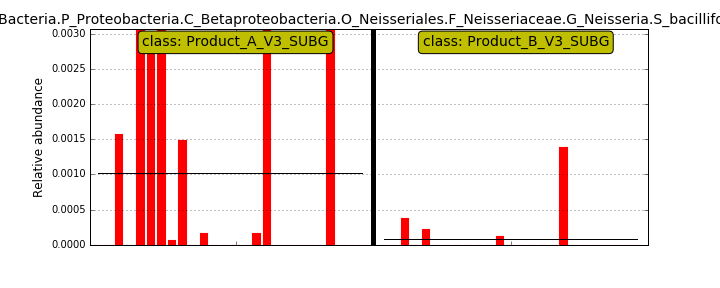 Bacteria.P_Proteobacteria.C_Betaproteobacteria.O_Neisseriales.F_Neisseriaceae.G_Neisseria.S_bacillifo
class: Product_A_V3_SUBG
class: Product_B_V3_SUBG
Relative abundance
0.0030
0.0025
0.0020
0.0015
0.0010
0.0005
0.0000